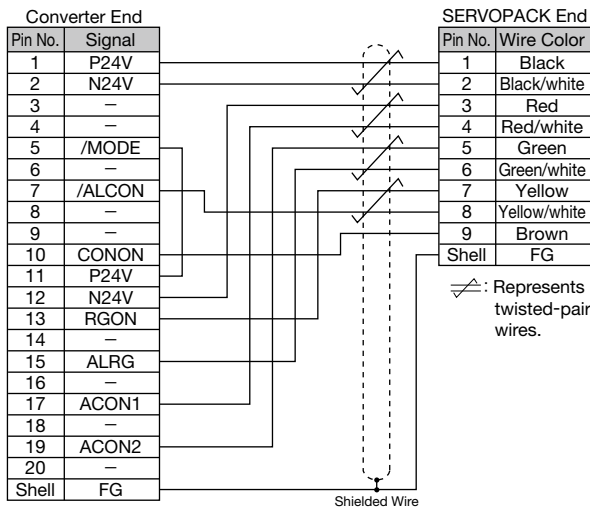 Converter End
Pin No. Signal
1 P24V
2 N24V
3 –
4 –
5 /MODE
6 –
7 /ALCON
8 –
9 –
10 CONON
11 P24V
12 N24V
13 RGON
14 –
15 ALRG
16 –
17 ACON1
18 –
19 ACON2
20 –
Shell FG
Shielded Wire
SERVOPACK End
Pin No. Wire Color
1 Black
2 Black/white
3 Red
4 Red/white
5 Green
6 Green/white
7 Yellow
8 Yellow/white
9 Brown
Shell FG
: Represents
twisted-pair
wires.